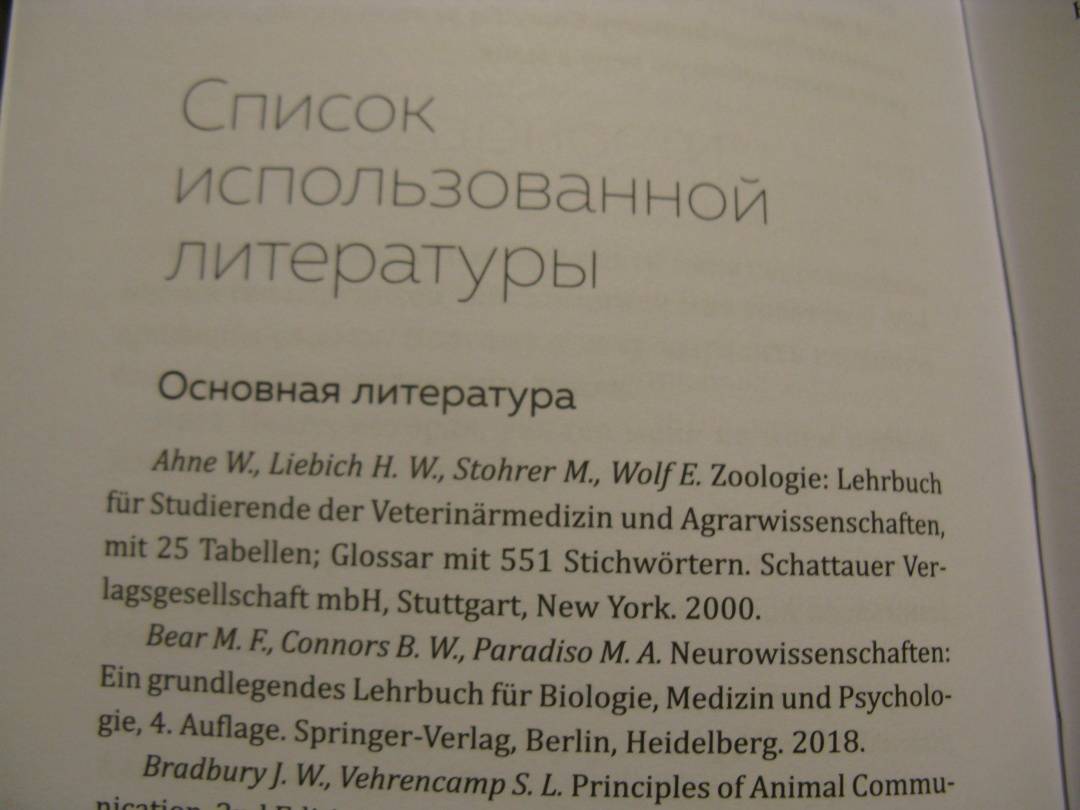 Список
использованной
литературы
Основная литература
Ahne W., Liebich H. W., Stohrer M., Wolf E. Zoologie: Lehrbuch
für Studierende der Veterinärmedizin und Agrarwissenschaften,
mit 25 Tabellen; Glossar mit 551 Stichwörtern. Schattauer Ver-
lagsgesellschaft mbH, Stuttgart, New York. 2000.
Bear M. F., Connors B. W., Paradiso M. A. Neurowissenschaften:
Ein grundlegendes Lehrbuch für Biologie, Medizin und Psycholo-
gie, 4. Auflage. Springer-Verlag, Berlin, Heidelberg. 2018.
Bradbury J. W., Vehrencamp S. L. Principles of Animal Commu-
nication, 2nd